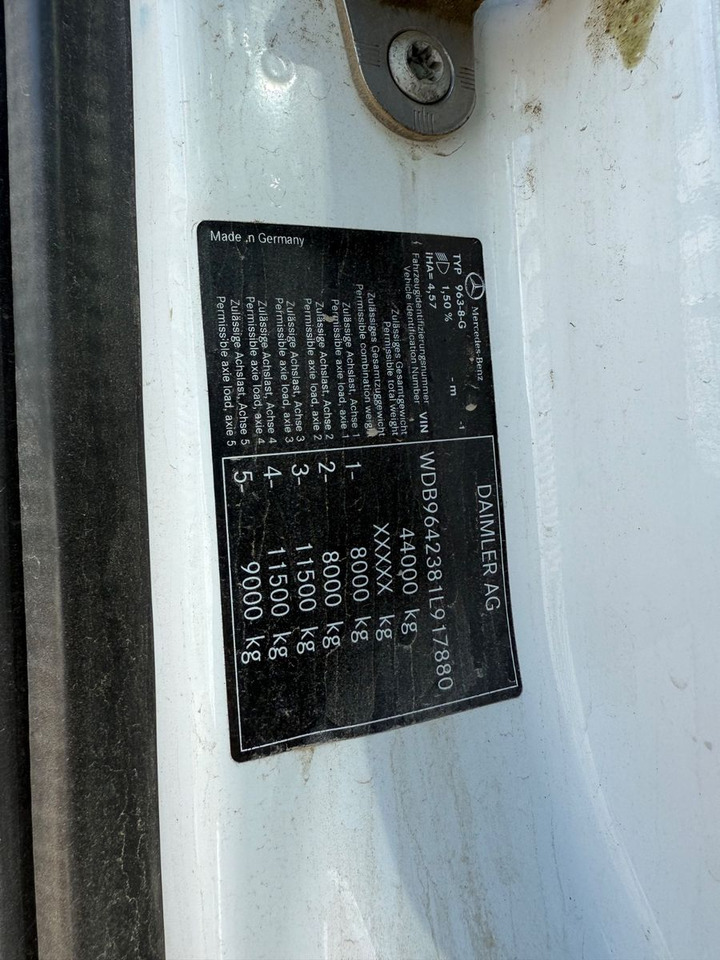 Mercedes-Benz
TYP 963-8-G -1
1,50 % - m
IHA= 4,57
Fahrzeugidentifizierungsnummer
Vehicle Identification Number VIN
Zulässiges Gesamtgewicht
Permissible total weight
Zulässiges Gesamtzuggewicht
Permissible combination weight
Zulässige Achslast, Achse 1
Permissible axle load, axle 1
Zulässige Achslast, Achse 2
Permissible axle load, axle 2
Zulässige Achslast, Achse 3
Permissible axle load, axle 3
Zulässige Achslast, Achse 4
Permissible axle load, axle 4
Zulässige Achslast, Achse 5
Permissible axle load, axle 5
Made in Germany
DAIMLER AG
WDB9642381L917880
44000 kg
XXXXX kg
1- 8000 kg
2- 8000 kg
3- 11500 kg
4- 11500 kg
5- 9000 kg